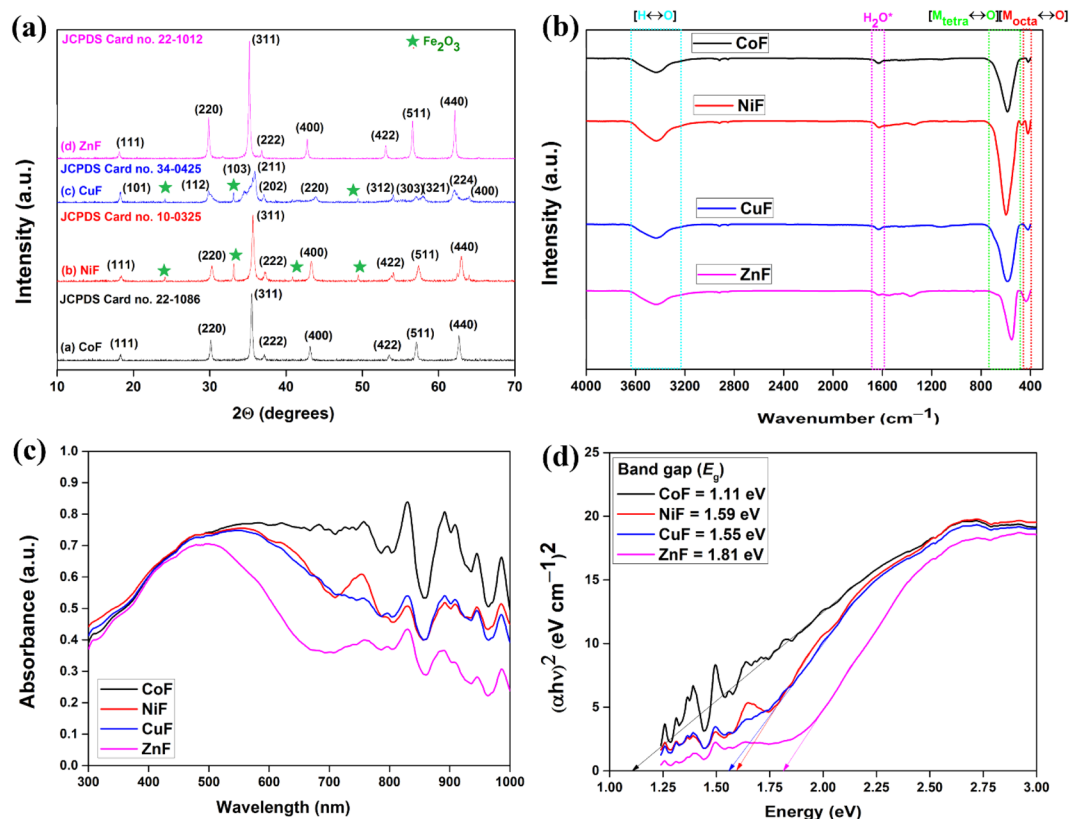 (a)
JCPDS Card no. 22-1012
(311)
★ Fe2O3
(220)
(440)
(511)
(400)
(111)
(222)
(422)
(d) ZnF
JCPDS Card no. 34-0425
(103)
(211)
(c) CuF
(101)
(112)
(202)
(220)
(312)
(303)
(321)
(224)
(400)
JCPDS Card no. 10-0325
(311)
(b) NiF
(111)
(220)
(222)
(400)
(422)
(511)
(440)
JCPDS Card no. 22-1086
(311)
(a) CoF
(111)
(220)
(222)
(400)
(422)
(511)
(440)
Intensity (a.u.)
10 20 30 40 50 60 70
2Θ (degrees)
(b)
[H↔O]
H2O*
[Mtetra↔O][Mocta↔O]
CoF
NiF
CuF
ZnF
Intensity (a.u.)
4000 3600 3200 2800 2400 2000 1600 1200 800 400
Wavenumber (cm−1)
(c)
1.0
0.9
0.8
0.7
0.6
0.5
0.4
0.3
0.2
0.1
0.0
Absorbance (a.u.)
CoF
NiF
CuF
ZnF
300 400 500 600 700 800 900 1000
Wavelength (nm)
(d)
25
20
15
10
5
0
(αhν)2 (eV cm−1)2
Band gap (Eg)
CoF = 1.11 eV
NiF = 1.59 eV
CuF = 1.55 eV
ZnF = 1.81 eV
1.00 1.25 1.50 1.75 2.00 2.25 2.50 2.75 3.00
Energy (eV)